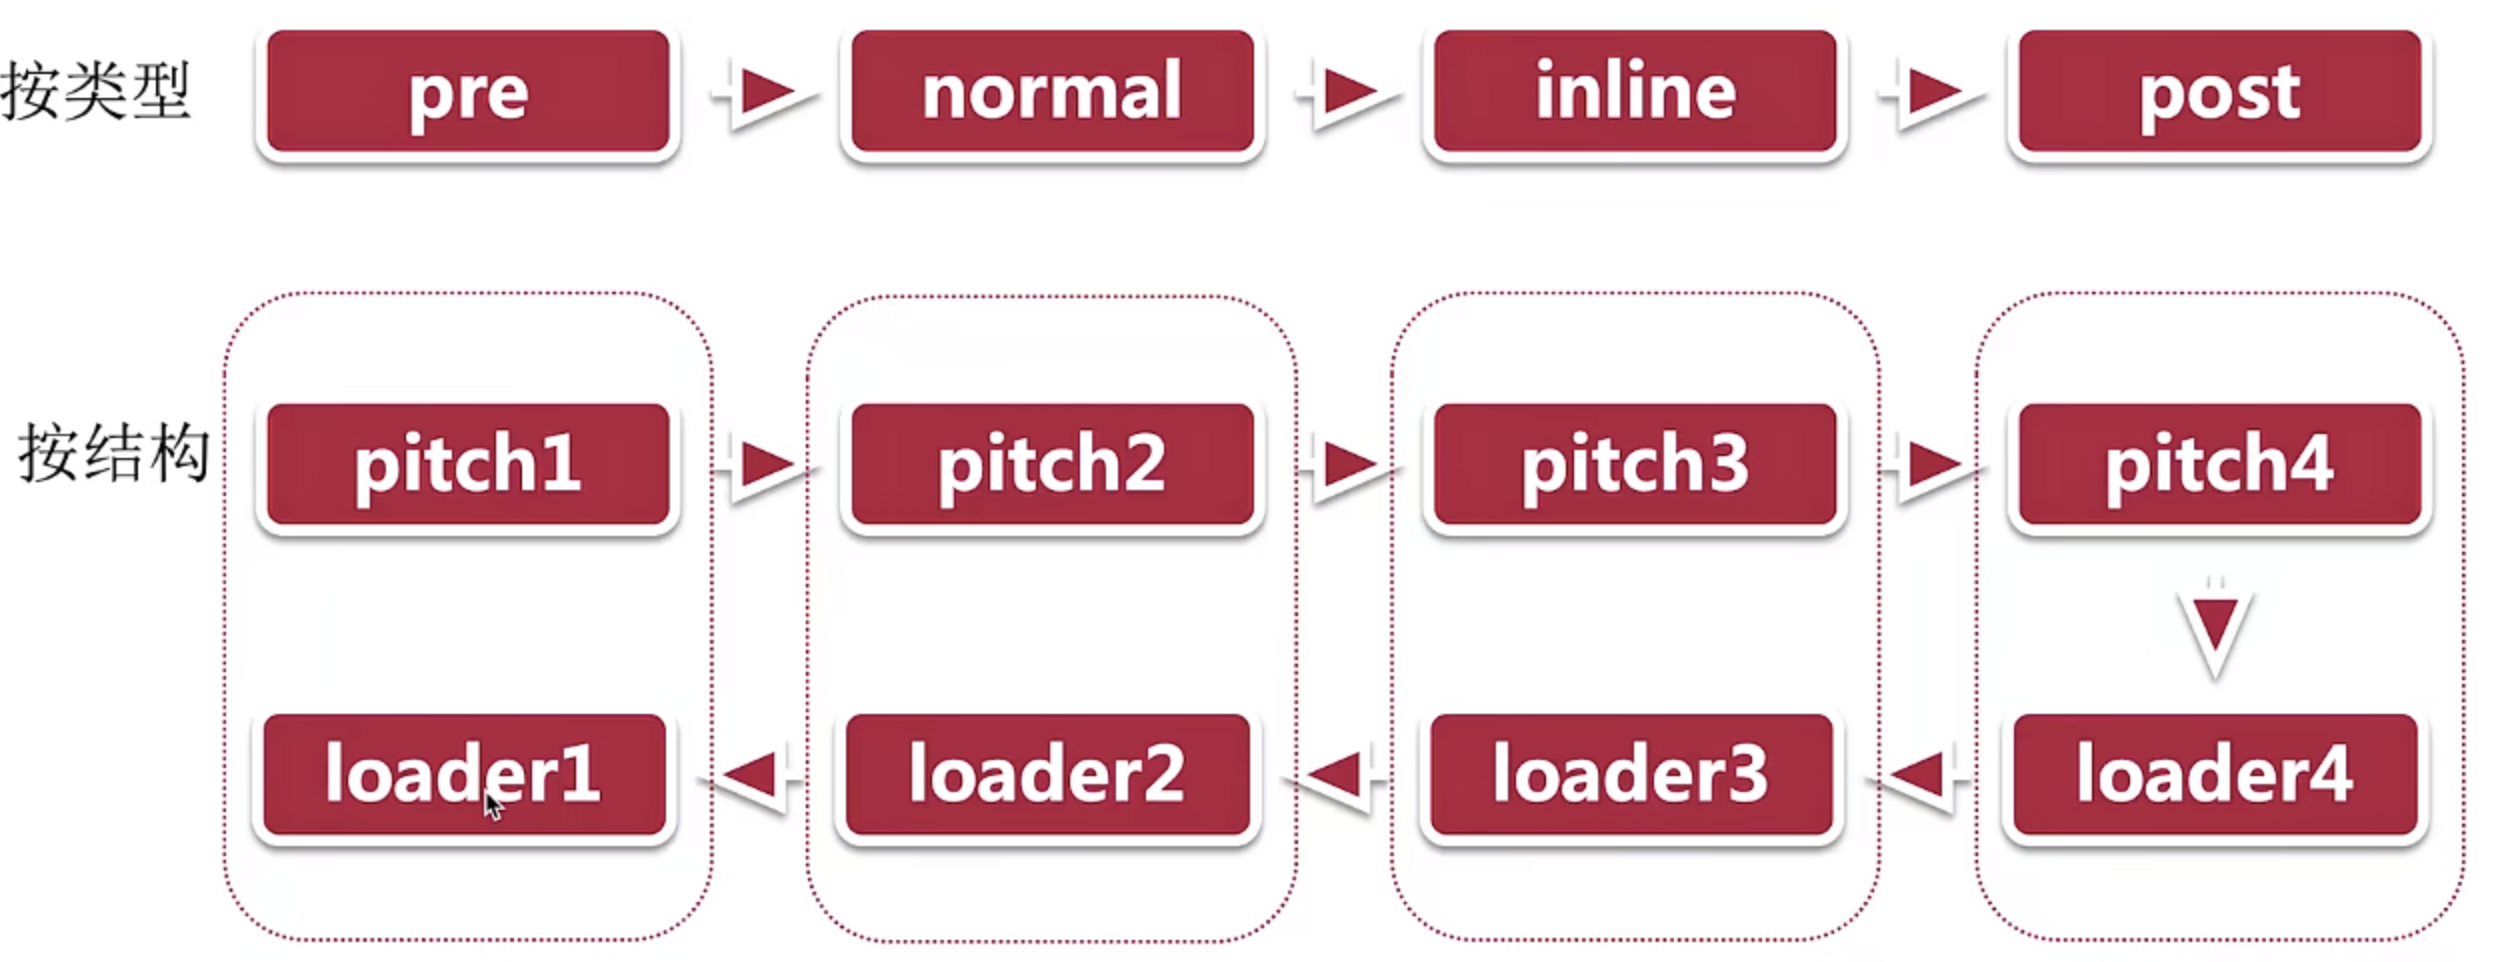 按类型 pre normal inline post
按结构 pitch1 pitch2 pitch3 pitch4
loader1 loader2 loader3 loader4